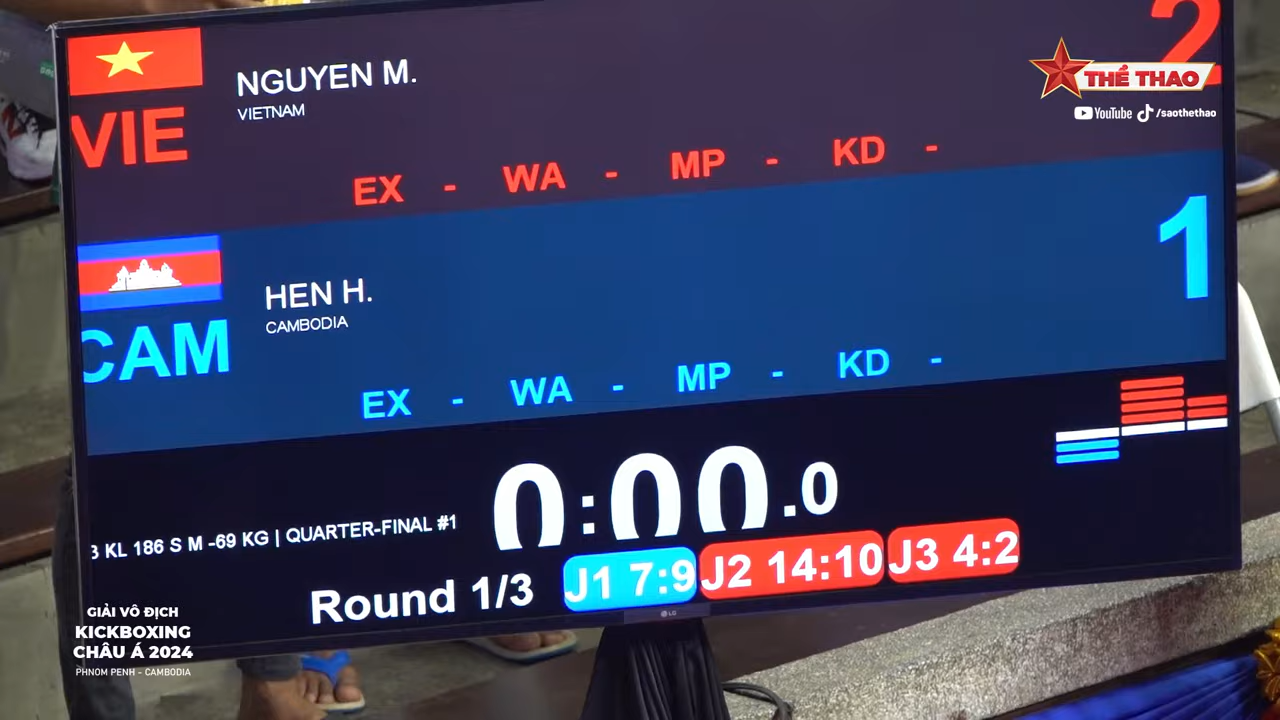 VIE
NGUYEN M.
VIETNAM
2
THỂ THAO
YouTube /saothethao
EX - WA - MP - KD -
CAM
HEN H.
CAMBODIA
1
EX - WA - MP - KD -
0:00.0
KL 186 S M -69 KG | QUARTER-FINAL #1
Round 1/3
J1 7:9
J2 14:10
J3 4:2
LG
GIẢI VÔ ĐỊCH
KICKBOXING
CHÂU Á 2024
PHNOM PENH - CAMBODIA